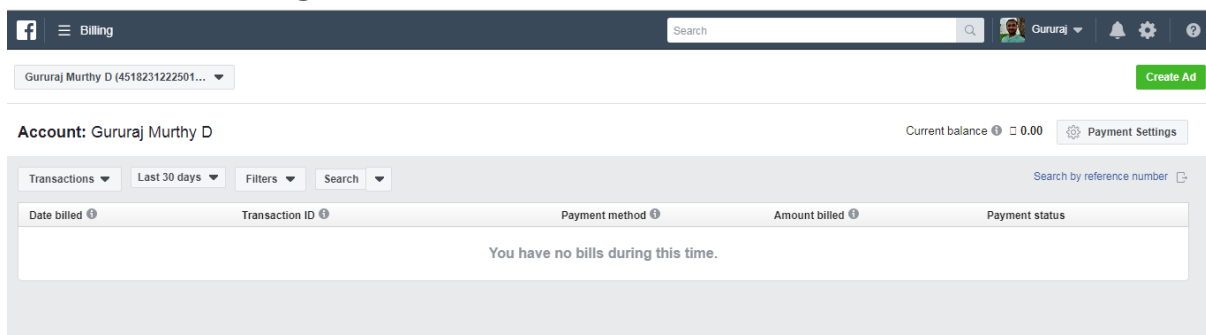 Billing Search Gururaj
Gururaj Murthy D (4518231222501... Create Ad
Account: Gururaj Murthy D Current balance 0.00 Payment Settings
Transactions Last 30 days Filters Search Search by reference number
Date billed Transaction ID Payment method Amount billed Payment status
You have no bills during this time.